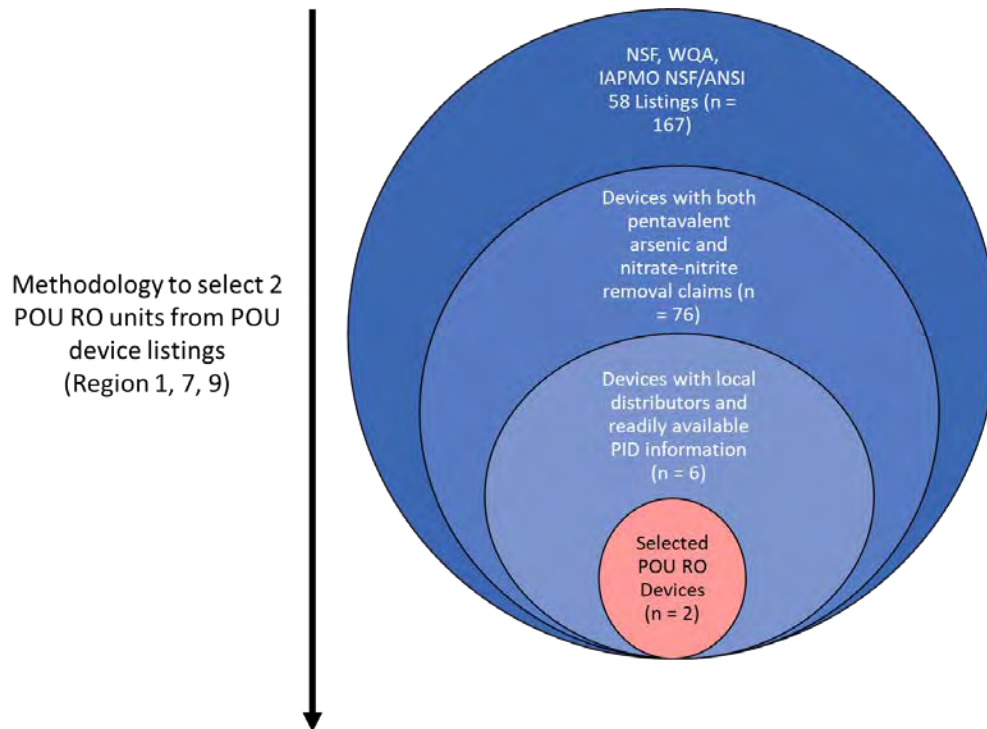 Methodology to select 2
POU RO units from POU
device listings
(Region 1, 7, 9)
NSF, WQA,
IAPMO NSF/ANSI
58 Listings (n =
167)
Devices with both
pentavalent
arsenic and
nitrate-nitrite
removal claims (n
= 76)
Devices with local
distributors and
readily available
PID information
(n = 6)
Selected
POU RO
Devices
(n = 2)